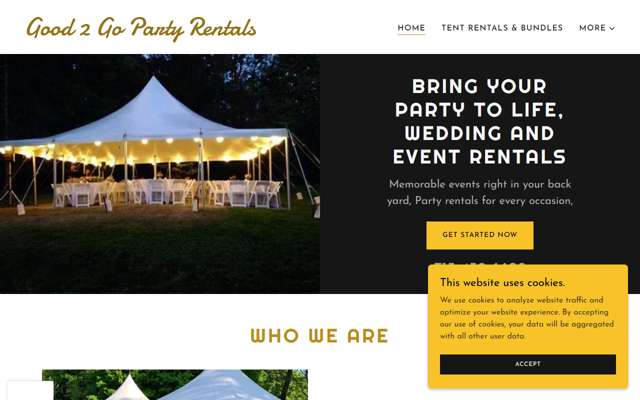 Good 2 Go Party Rentals
HOME
TENT RENTALS & BUNDLES
MORE
BRING YOUR
PARTY TO LIFE,
WEDDING AND
EVENT RENTALS
Memorable events right in your back
yard, Party rentals for every occasion,
GET STARTED NOW
This website uses cookies.
We use cookies to analyze website traffic and
optimize your website experience. By accepting
our use of cookies, your data will be aggregated
with all other user data.
ACCEPT
WHO WE ARE